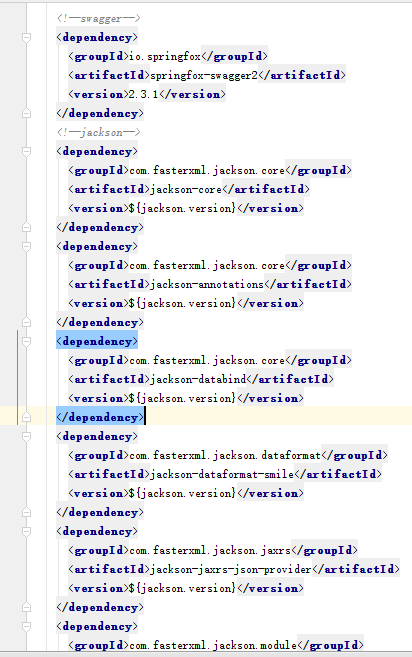 <!--swagger-->
<dependency>
<groupId>io.springfox</groupId>
<artifactId>springfox-swagger2</artifactId>
<version>2.3.1</version>
</dependency>
<!--jackson-->
<dependency>
<groupId>com.fasterxml.jackson.core</groupId>
<artifactId>jackson-core</artifactId>
<version>${jackson.version}</version>
</dependency>
<dependency>
<groupId>com.fasterxml.jackson.core</groupId>
<artifactId>jackson-annotations</artifactId>
<version>${jackson.version}</version>
</dependency>
<dependency>
<groupId>com.fasterxml.jackson.core</groupId>
<artifactId>jackson-databind</artifactId>
<version>${jackson.version}</version>
</dependency>
<dependency>
<groupId>com.fasterxml.jackson.dataformat</groupId>
<artifactId>jackson-dataformat-smile</artifactId>
<version>${jackson.version}</version>
</dependency>
<dependency>
<groupId>com.fasterxml.jackson.jaxrs</groupId>
<artifactId>jackson-jaxrs-json-provider</artifactId>
<version>${jackson.version}</version>
</dependency>
<dependency>
<groupId>com.fasterxml.jackson.module</groupId>